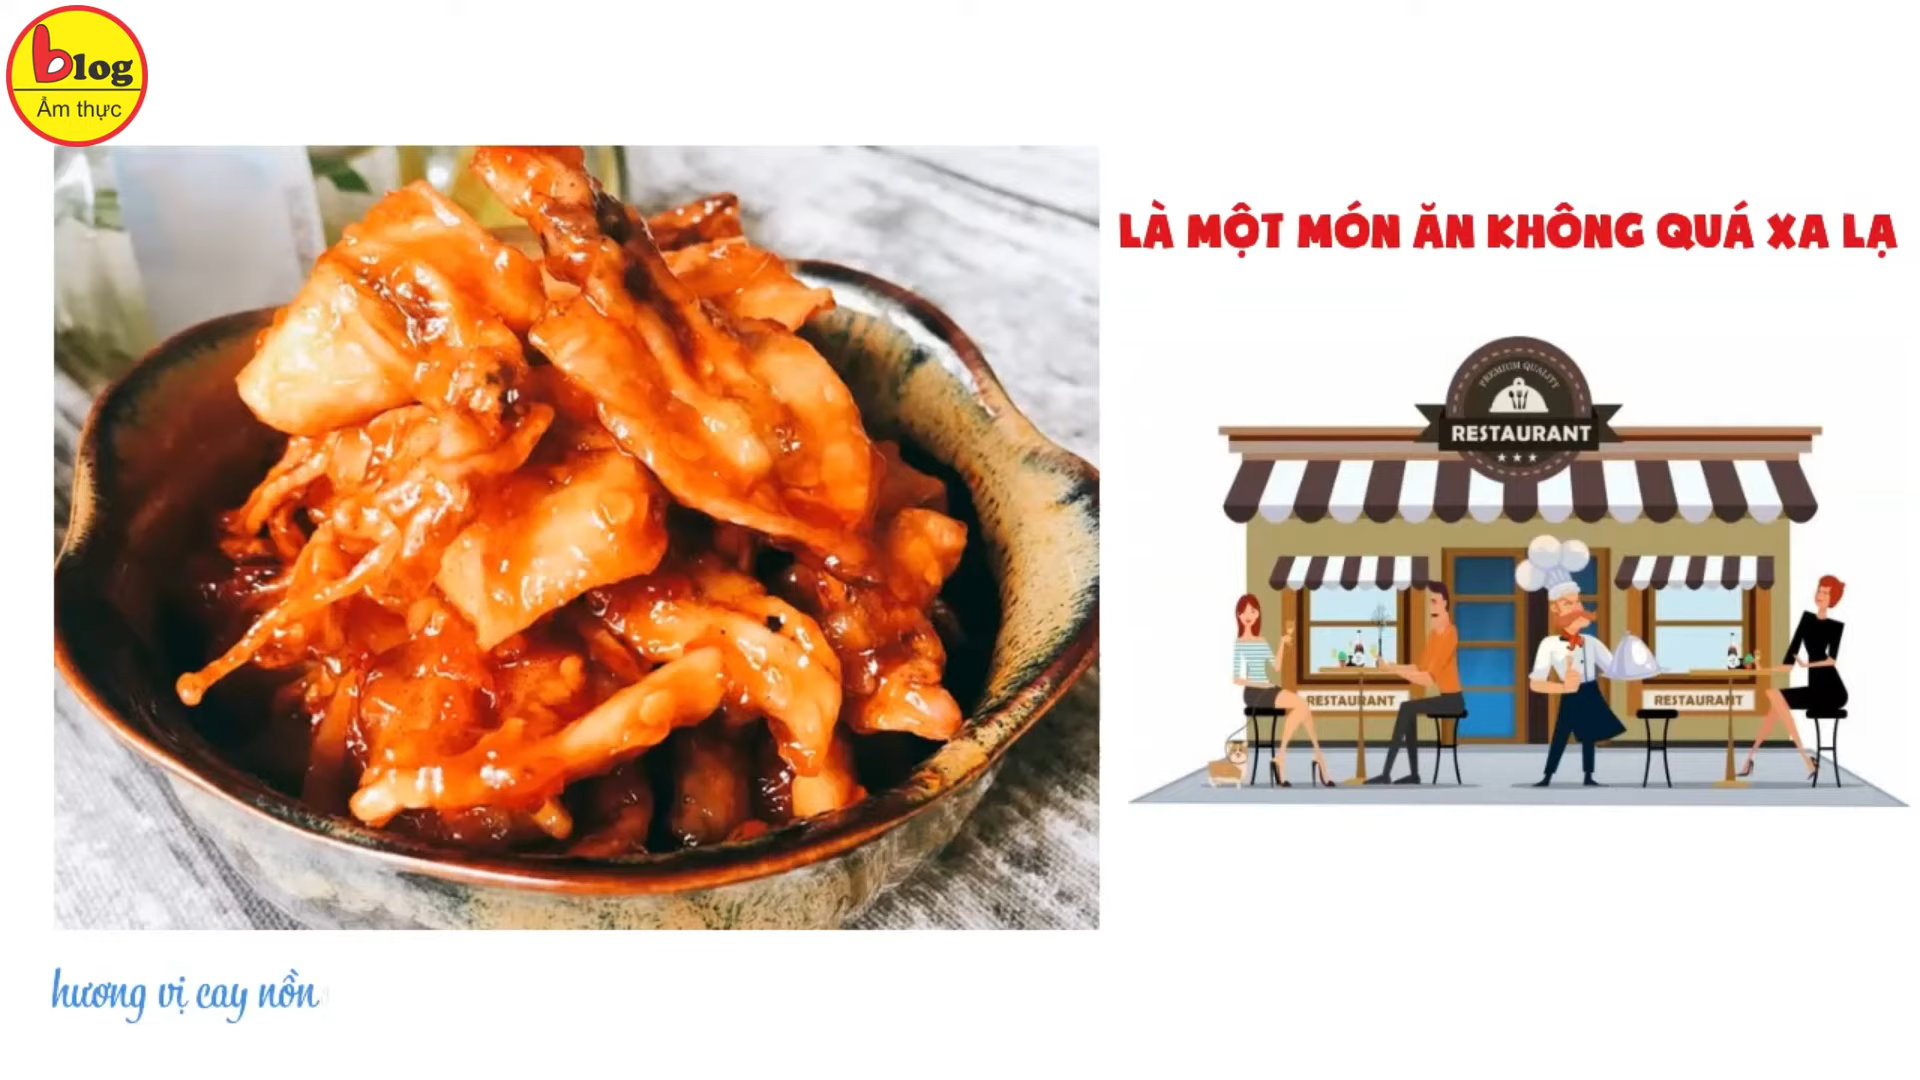 blog
Ẩm thực
LÀ MỘT MÓN ĂN KHÔNG QUÁ XA LẠ
PREMIUM QUALITY
RESTAURANT
RESTAURANT
RESTAURANT
hương vị cay nồn